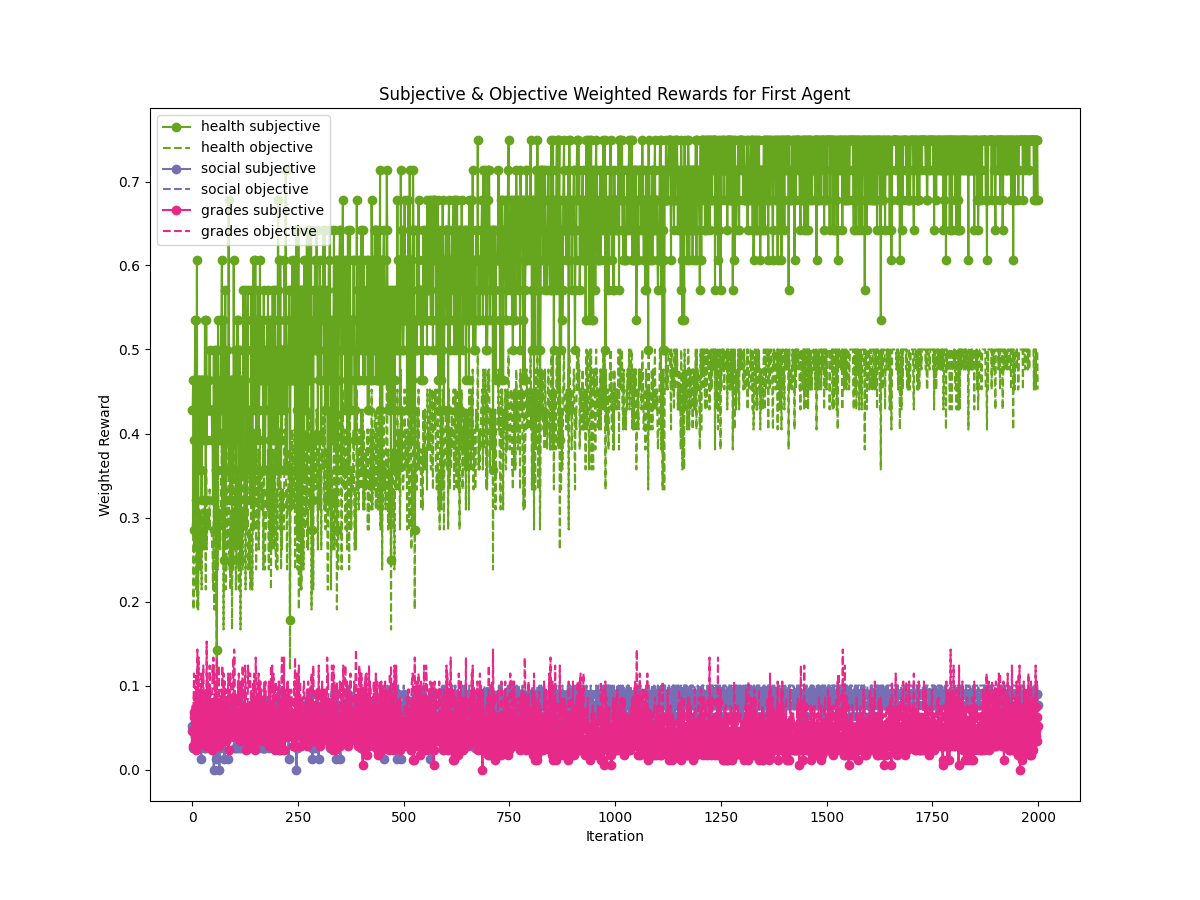 Subjective & Objective Weighted Rewards for First Agent
health subjective
health objective
social subjective
social objective
grades subjective
grades objective
Weighted Reward
0.7
0.6
0.5
0.4
0.3
0.2
0.1
0.0
0 250 500 750 1000 1250 1500 1750 2000
Iteration